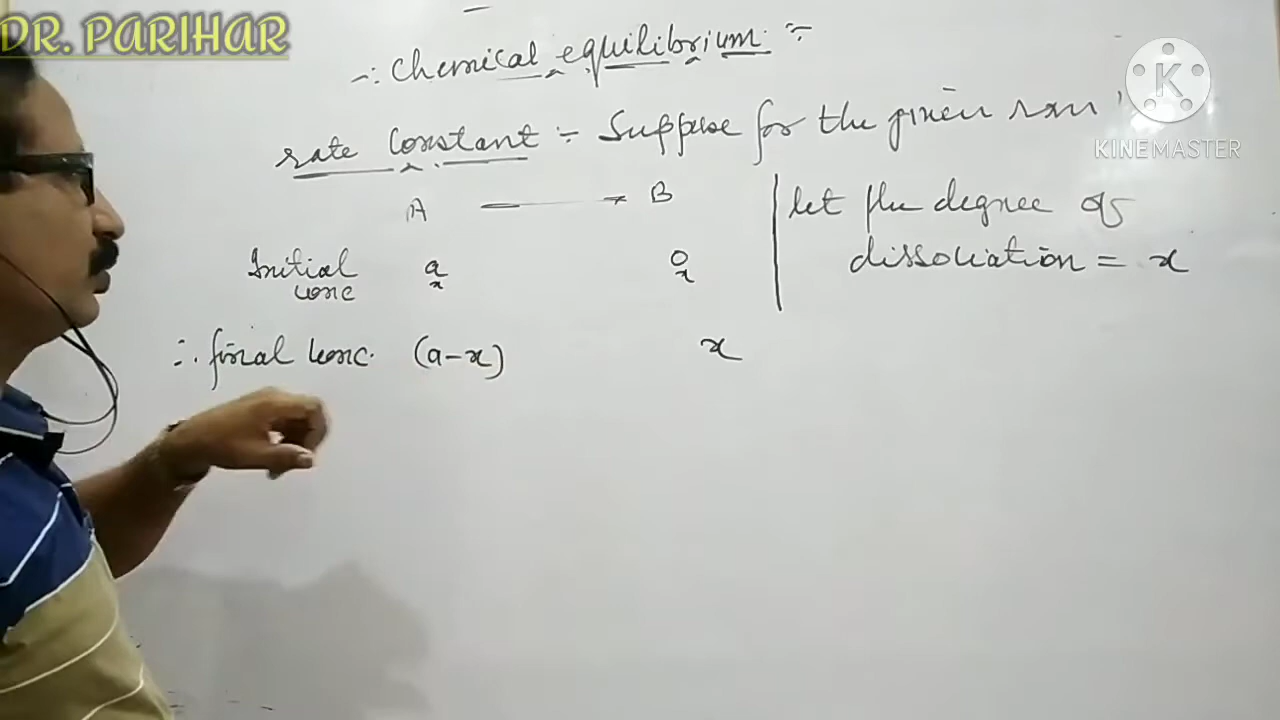 DR. PARIHAR
K
KINEMASTER
-: Chemical equilibrium :-
rate constant :- Suppose for the given rxn
A ⟶ B
Initial conc a 0
x x
∴ final conc. (a-x) x
let the degree of
dissociation = x